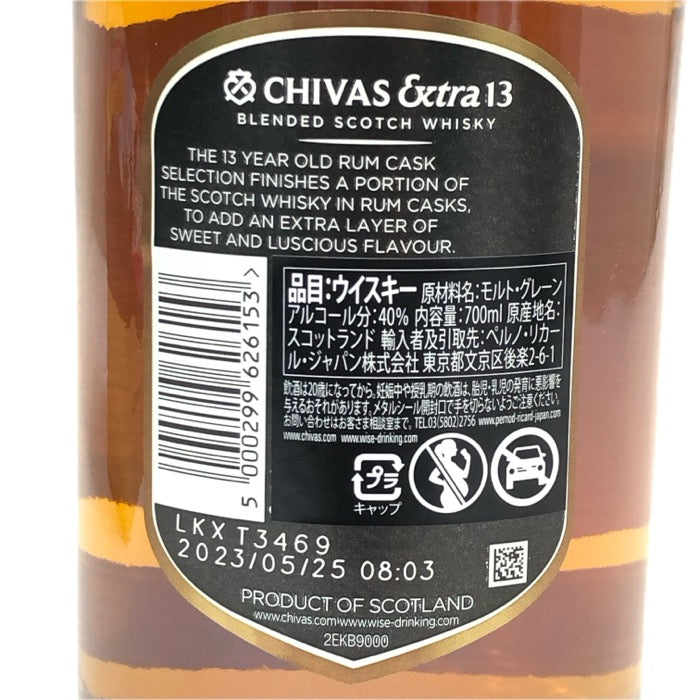 CHIVAS Extra 13
BLENDED SCOTCH WHISKY
THE 13 YEAR OLD RUM CASK
SELECTION FINISHES A PORTION OF
THE SCOTCH WHISKY IN RUM CASKS,
TO ADD AN EXTRA LAYER OF
SWEET AND LUSCIOUS FLAVOUR.
5 000299 626153 >
品目:ウイスキー 原材料名:モルト・グレーン
アルコール分:40% 内容量:700ml 原産地名:
スコットランド 輸入者及引取先:ペルノ・リカー
ル・ジャパン株式会社 東京都文京区後楽2-6-1
飲酒は20歳になってから。妊娠中や授乳期の飲酒は、胎児・乳児の発育に悪影響を
与えるおそれがあります。メタルシール開封口で手を切らないようご注意ください。
お問い合わせはお客さま相談室まで。TEL.03(5802)2756 www.pernod-ricard-japan.com
www.chivas.com www.wise-drinking.com
プラ
キャップ
LKX T3469
2023/05/25 08:03
PRODUCT OF SCOTLAND
www.chivas.com www.wise-drinking.com
2EKB9000